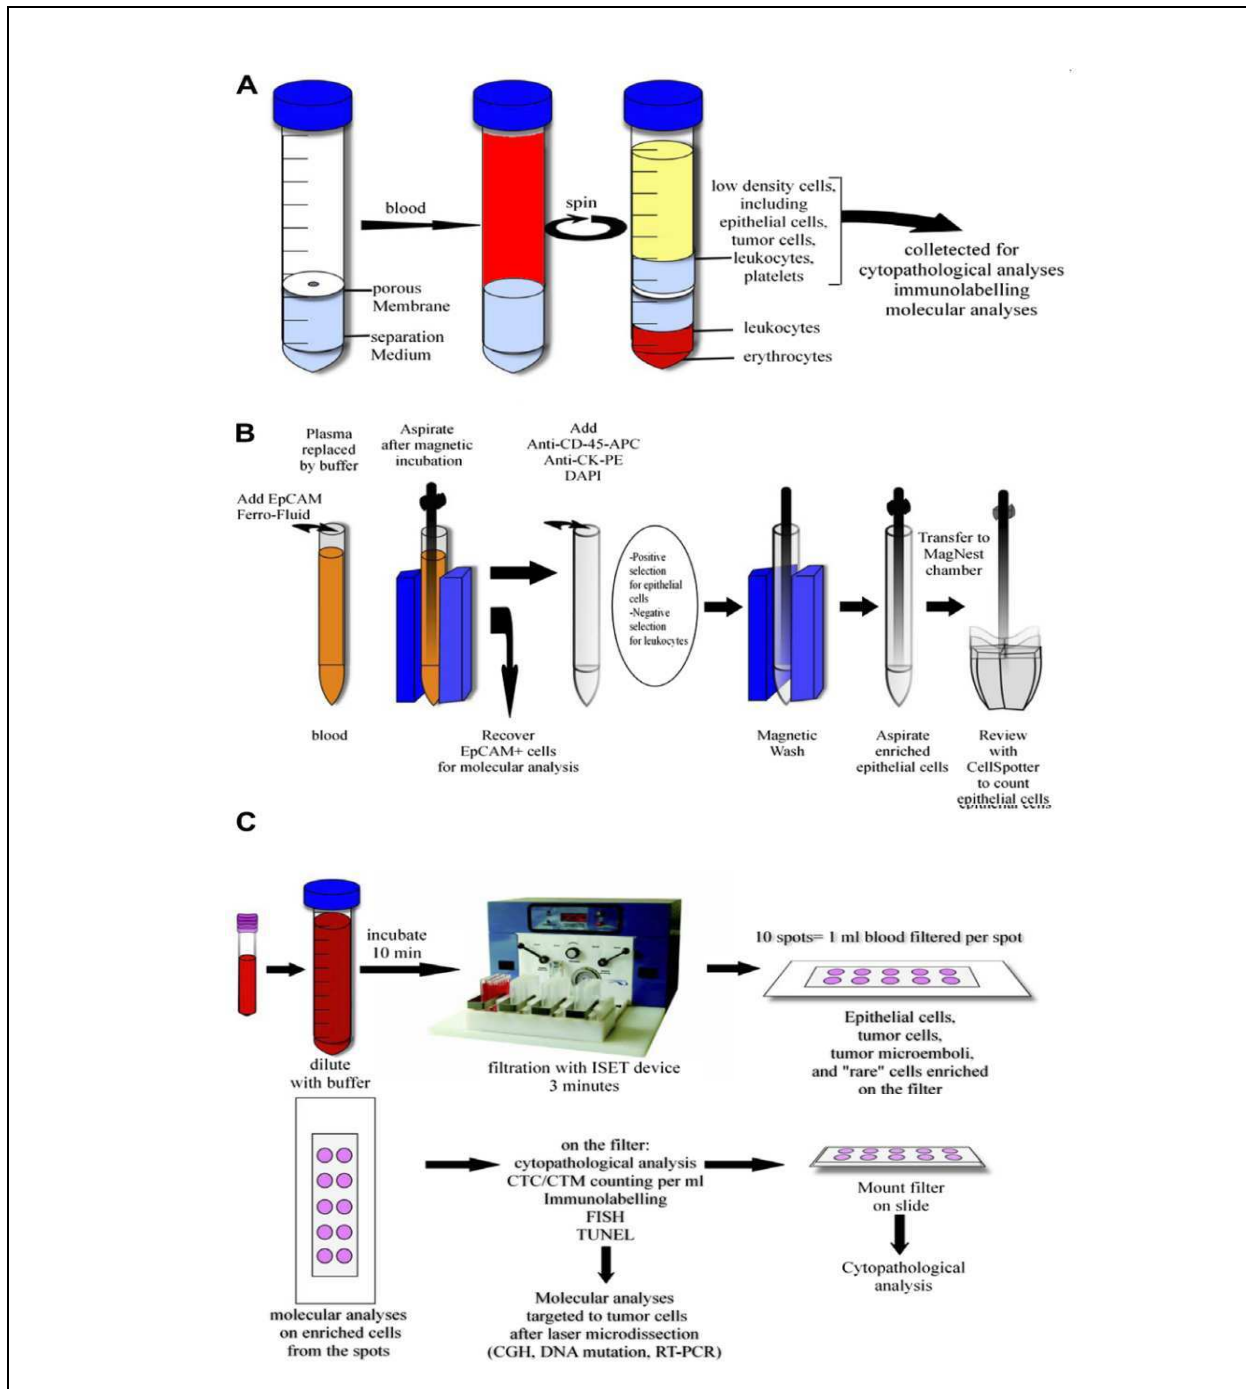 A
blood
porous
Membrane
separation
Medium
spin
low density cells,
including
epithelial cells,
tumor cells,
leukocytes,
platelets
leukocytes
erythrocytes
colletected for
cytopathological analyses
immunolabelling
molecular analyses
B
Plasma
replaced
by buffer
Add EpCAM
Ferro-Fluid
blood
Aspirate
after magnetic
incubation
Recover
EpCAM+ cells
for molecular analysis
Add
Anti-CD-45-APC
Anti-CK-PE
DAPI
-Positive
selection
for epithelial
cells
-Negative
selection
for leukocytes
Magnetic
Wash
Aspirate
enriched
epithelial cells
Transfer to
MagNest
chamber
Review
with
CellSpotter
to count
epithelial cells
C
dilute
with buffer
incubate
10 min
filtration with ISET device
3 minutes
10 spots= 1 ml blood filtered per spot
Epithelial cells,
tumor cells,
tumor microemboli,
and "rare" cells enriched
on the filter
molecular analyses
on enriched cells
from the spots
on the filter:
cytopathological analysis
CTC/CTM counting per ml
Immunolabelling
FISH
TUNEL
Molecular analyses
targeted to tumor cells
after laser microdissection
(CGH, DNA mutation, RT-PCR)
Mount filter
on slide
Cytopathological
analysis